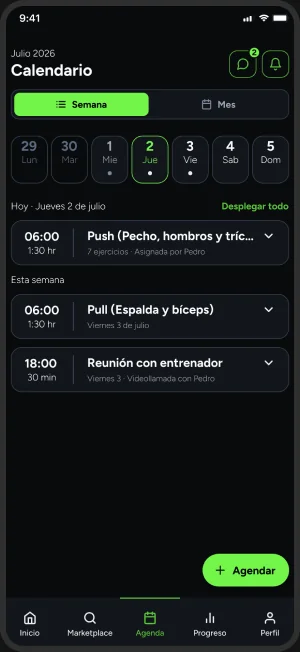 9:41
Julio 2026
Calendario
2
Semana
Mes
29 30 1 2 3 4 5
Lun Mar Mie Jue Vie Sab Dom
Hoy · Jueves 2 de julio
Desplegar todo
06:00
1:30 hr
Push (Pecho, hombros y tríc...
7 ejercicios · Asignada por Pedro
Esta semana
06:00
1:30 hr
Pull (Espalda y bíceps)
Viernes 3 de julio
18:00
30 min
Reunión con entrenador
Viernes 3 · Videollamada con Pedro
+ Agendar
Inicio Marketplace Agenda Progreso Perfil